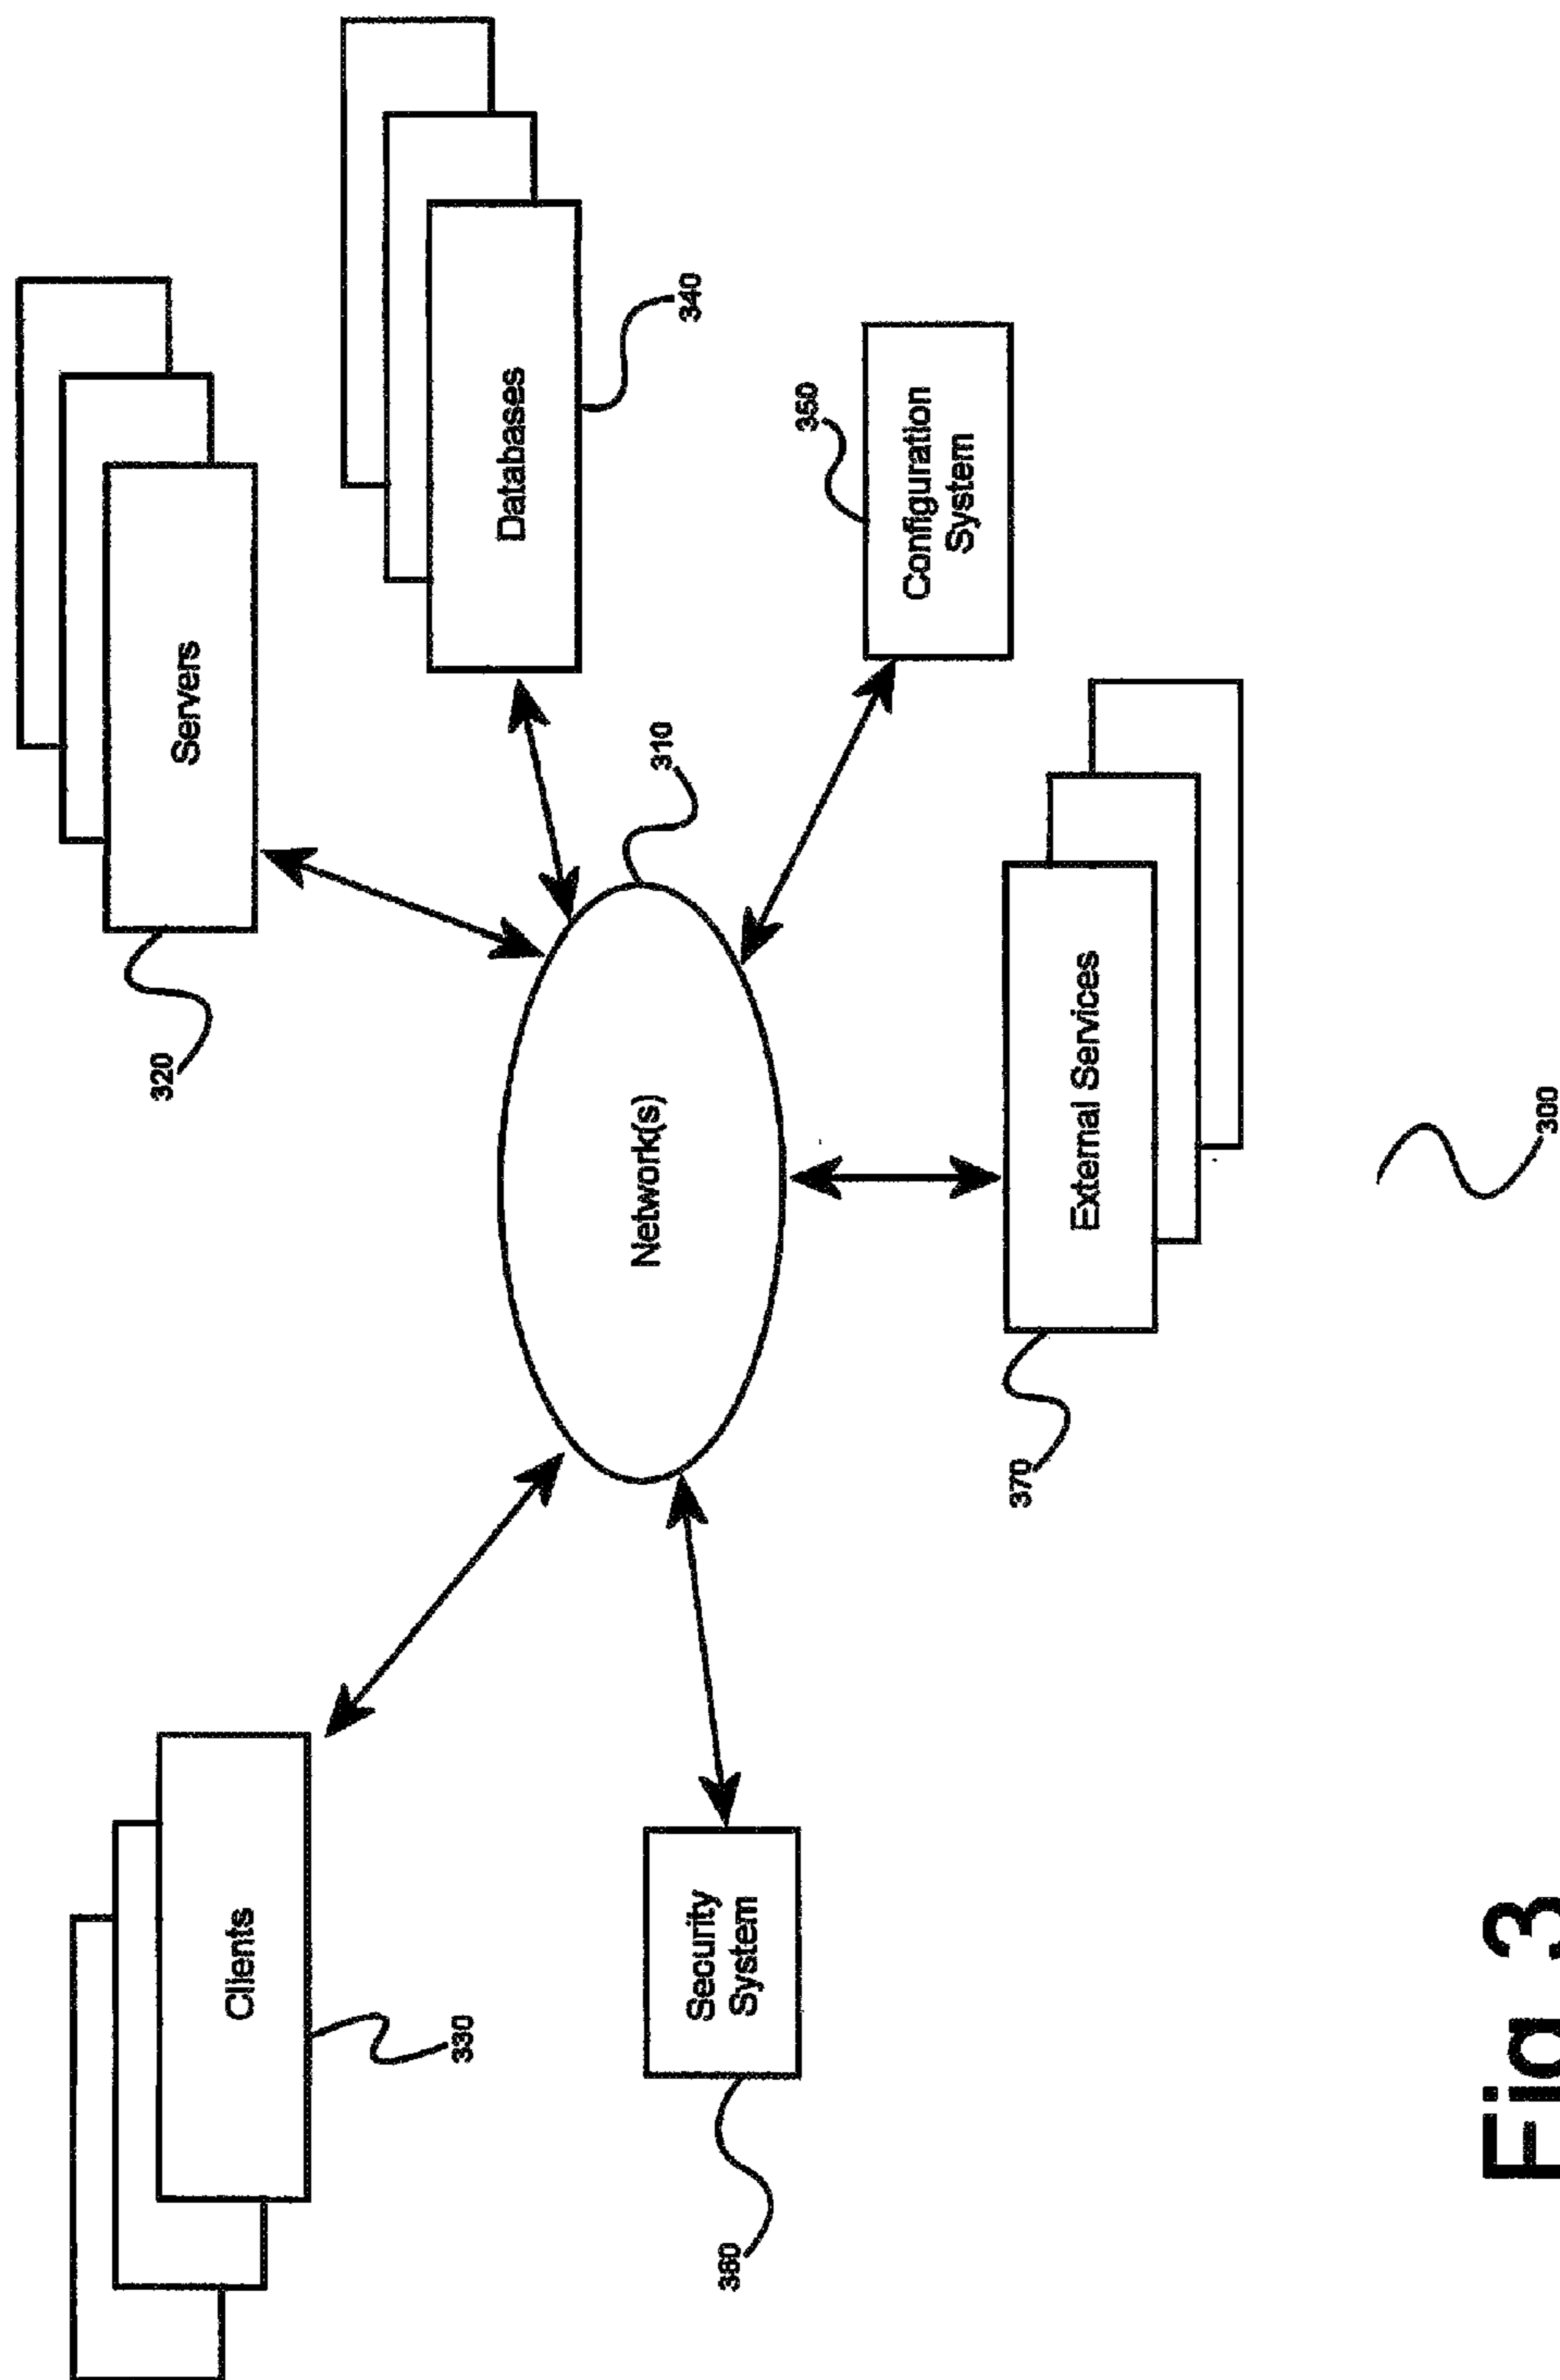 320
Servers
Clients
330
Databases
340
Network(s)
310
Security
System
360
350
Configuration
System
External Services
370
300
Fig 3